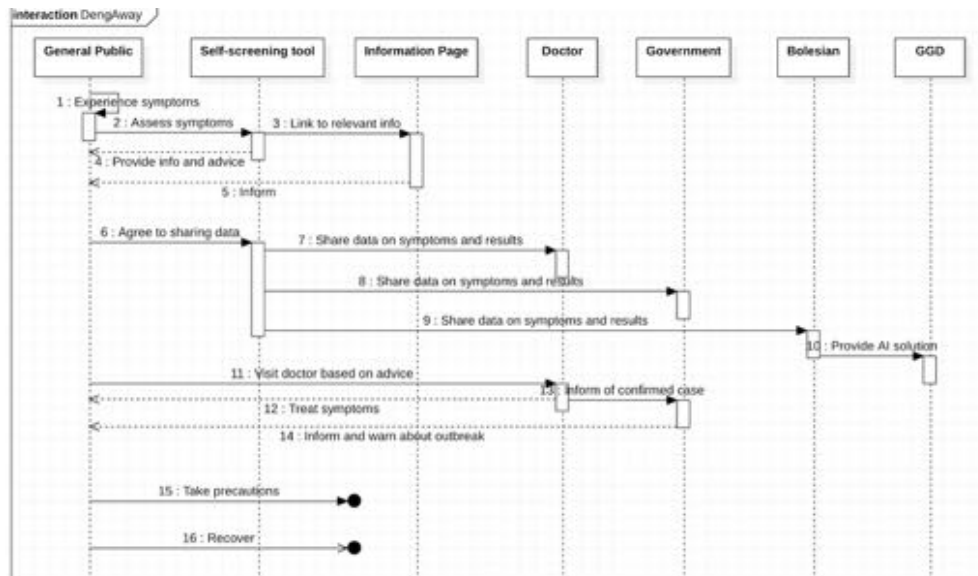 interaction DengAway
General Public
Self-screening tool
Information Page
Doctor
Government
Bolesian
GGD
1 : Experience symptoms
2 : Assess symptoms
3 : Link to relevant info
4 : Provide info and advice
5 : Inform
6 : Agree to sharing data
7 : Share data on symptoms and results
8 : Share data on symptoms and results
9 : Share data on symptoms and results
10 : Provide AI solution
11 : Visit doctor based on advice
13 : Inform of confirmed case
12 : Treat symptoms
14 : Inform and warn about outbreak
15 : Take precautions
16 : Recover